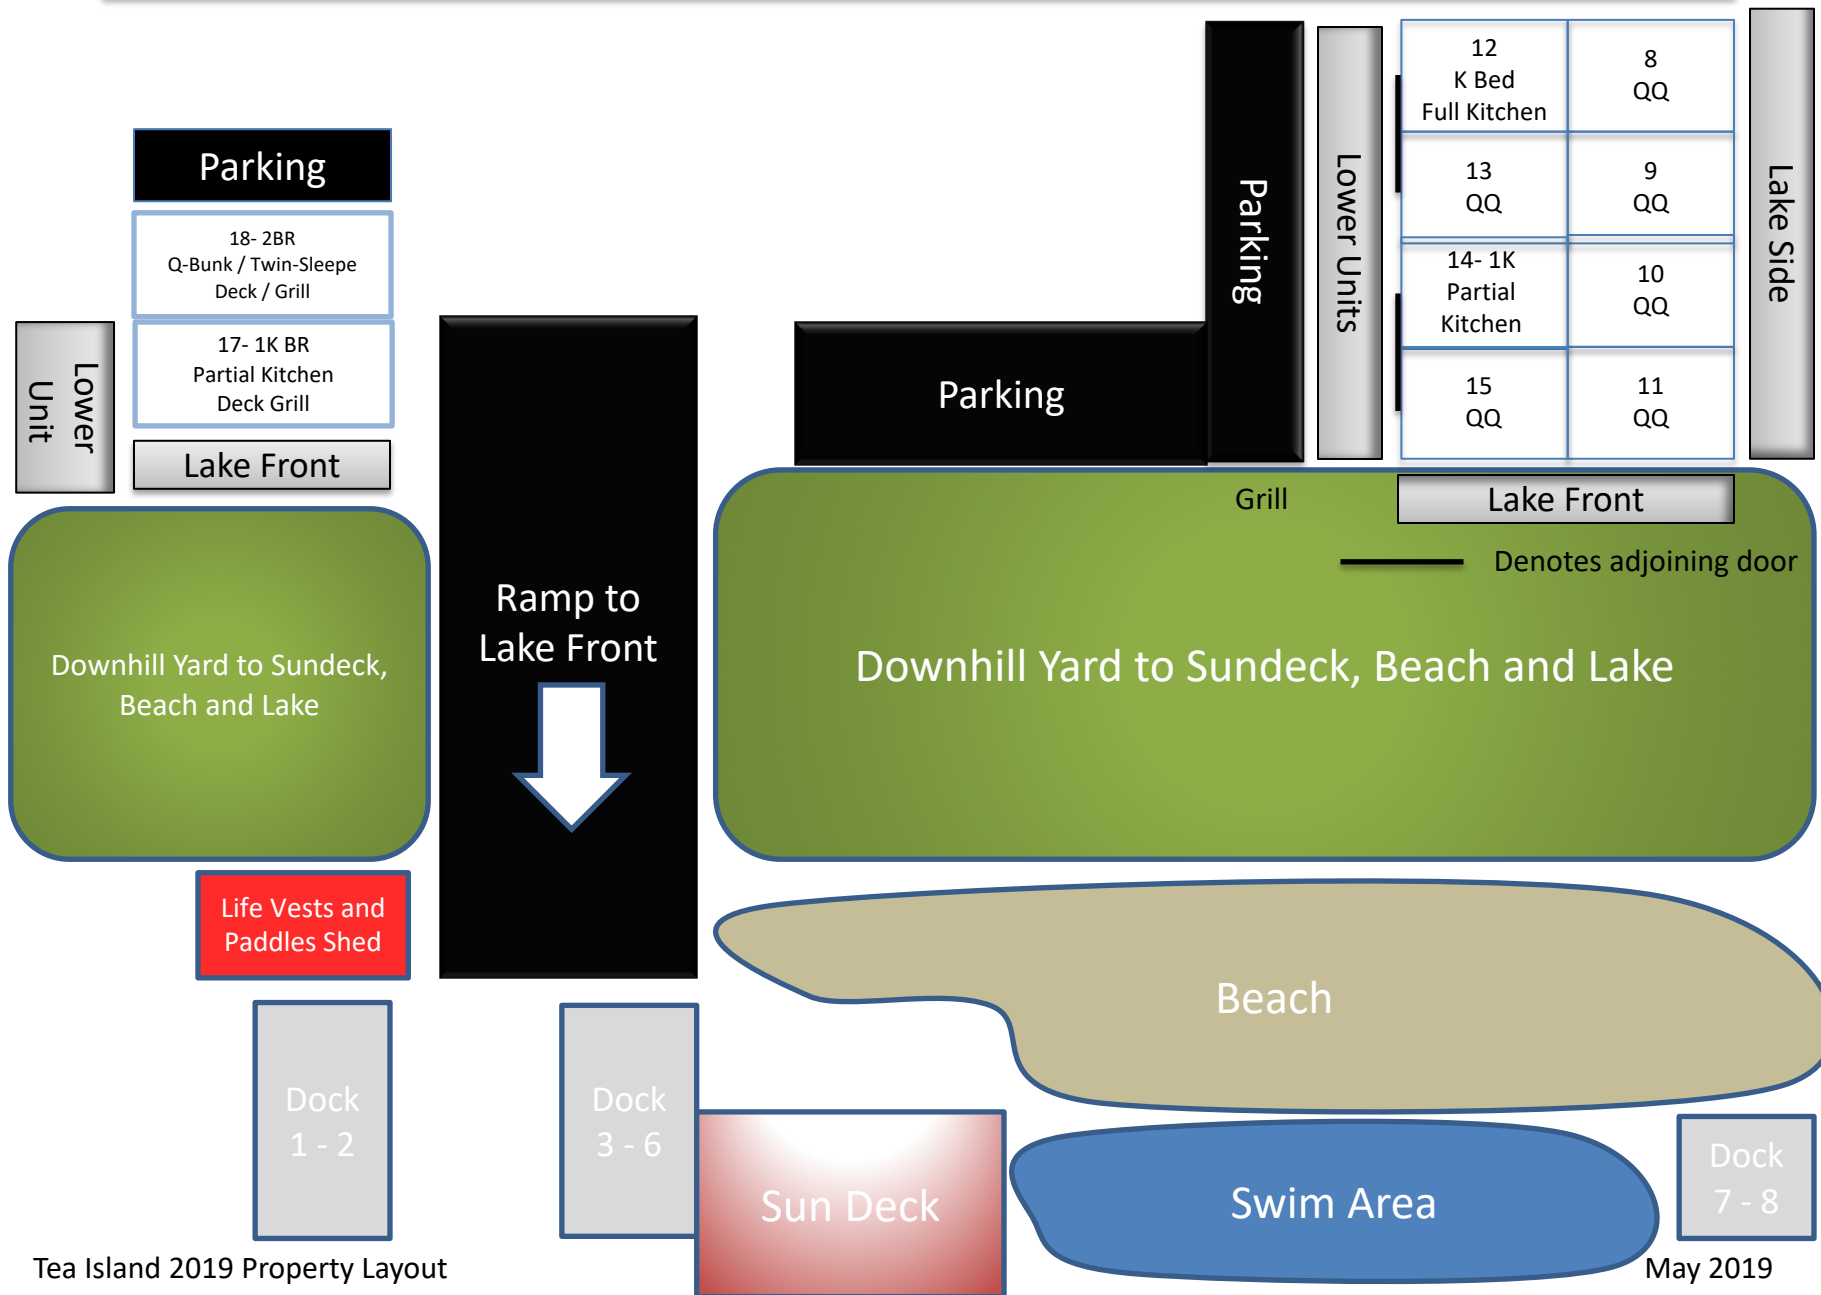 12
K Bed
Full Kitchen
8
QQ
13
QQ
9
QQ
14- 1K
Partial
Kitchen
10
QQ
15
QQ
11
QQ
Lower Units
Lake Side
Parking
Parking
Parking
18- 2BR
Q-Bunk / Twin-Sleepe
Deck / Grill
17- 1K BR
Partial Kitchen
Deck Grill
Lower
Unit
Lake Front
Grill
Lake Front
Denotes adjoining door
Ramp to
Lake Front
Downhill Yard to Sundeck,
Beach and Lake
Downhill Yard to Sundeck, Beach and Lake
Life Vests and
Paddles Shed
Beach
Dock
1 - 2
Dock
3 - 6
Sun Deck
Swim Area
Dock
7 - 8
Tea Island 2019 Property Layout
May 2019